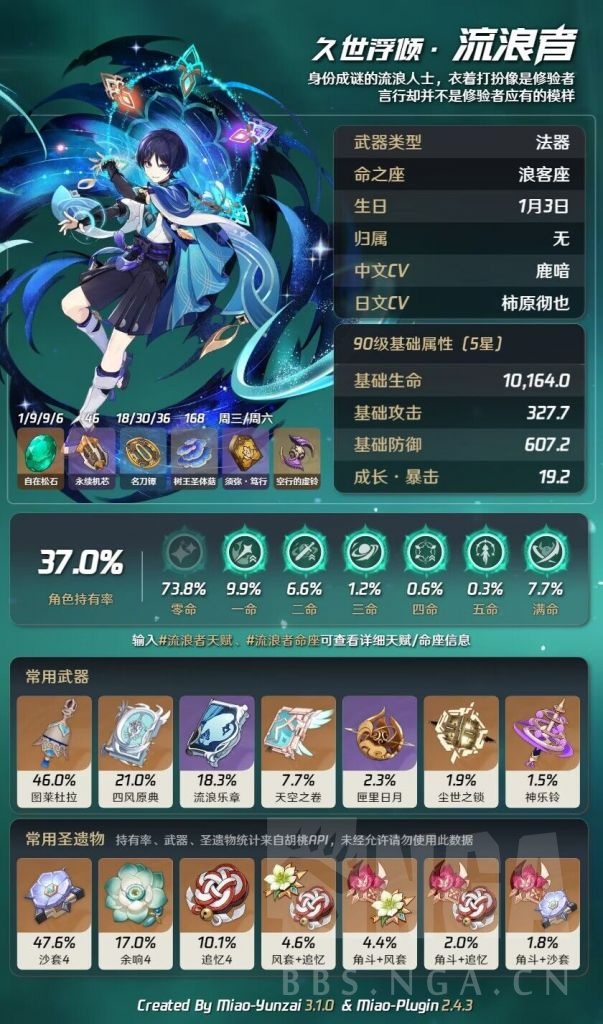 久世浮倾·流浪者
身份成谜的流浪人士，衣着打扮像是修验者
言行却并不是修验者应有的模样
武器类型 法器
命之座 浪客座
生日 1月3日
归属 无
中文CV 鹿喑
日文CV 柿原彻也
90级基础属性（5星）
基础生命 10,164.0
基础攻击 327.7
基础防御 607.2
成长·暴击 19.2
1/9/9/6 46 18/30/36 168 周三/周六
自在松石 永续机芯 名刀镡 树王圣体菇 须弥·笃行 空行的虚铃
37.0%
角色持有率
73.8% 9.9% 6.6% 1.2% 0.6% 0.3% 7.7%
零命 一命 二命 三命 四命 五命 满命
输入#流浪者天赋、#流浪者命座可查看详细天赋/命座信息
常用武器
46.0% 21.0% 18.3% 7.7% 2.3% 1.9% 1.5%
图莱杜拉 四风原典 流浪乐章 天空之卷 匣里日月 尘世之锁 神乐铃
常用圣遗物 持有率、武器、圣遗物统计来自胡桃API，未经允许请勿使用此数据
47.6% 17.0% 10.1% 4.6% 4.4% 2.0% 1.8%
沙套4 余响4 追忆4 风套+追忆 角斗+风套 角斗+追忆 角斗+沙套
NGA
BBS.NGA.CN
Created By Miao-Yunzai 3.1.0 & Miao-Plugin 2.4.3